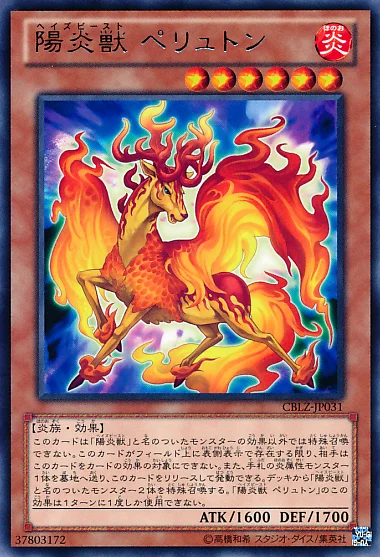 陽炎獣 ペリュトン
炎
CBLZ-JP031
【炎族・効果】
このカードは「陽炎獣」と名のついたモンスターの効果以外では特殊召喚
できない。このカードがフィールド上に表側表示で存在する限り、相手は
このカードをカードの効果の対象にできない。また、手札の炎属性モンスター
1体を墓地へ送り、このカードをリリースして発動できる。デッキから「陽炎獣」
と名のついたモンスター2体を特殊召喚する。「陽炎獣 ペリュトン」のこの
効果は1ターンに1度しか使用できない。
ATK/1600 DEF/1700
37803172
©高橋和希 スタジオ・ダイス/集英社